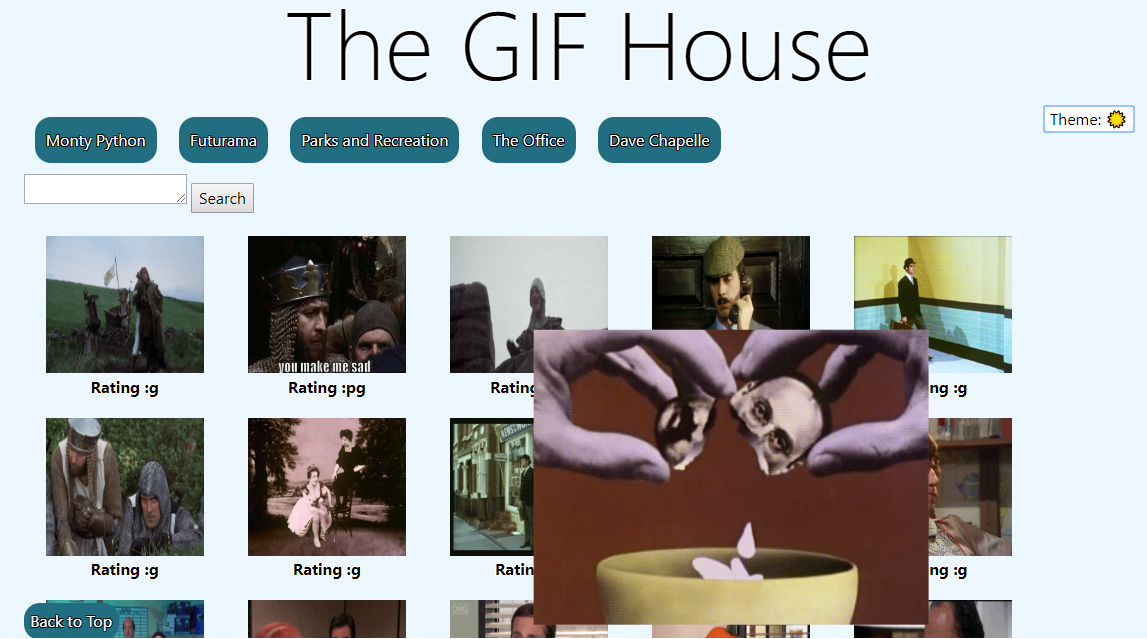 The GIF House
Monty Python
Futurama
Parks and Recreation
The Office
Dave Chapelle
Theme:
Search
you make me sad
Rating :g
Rating :pg
Rating
ng :g
Rating :g
Rating :g
Ratin
ng :g
Back to Top